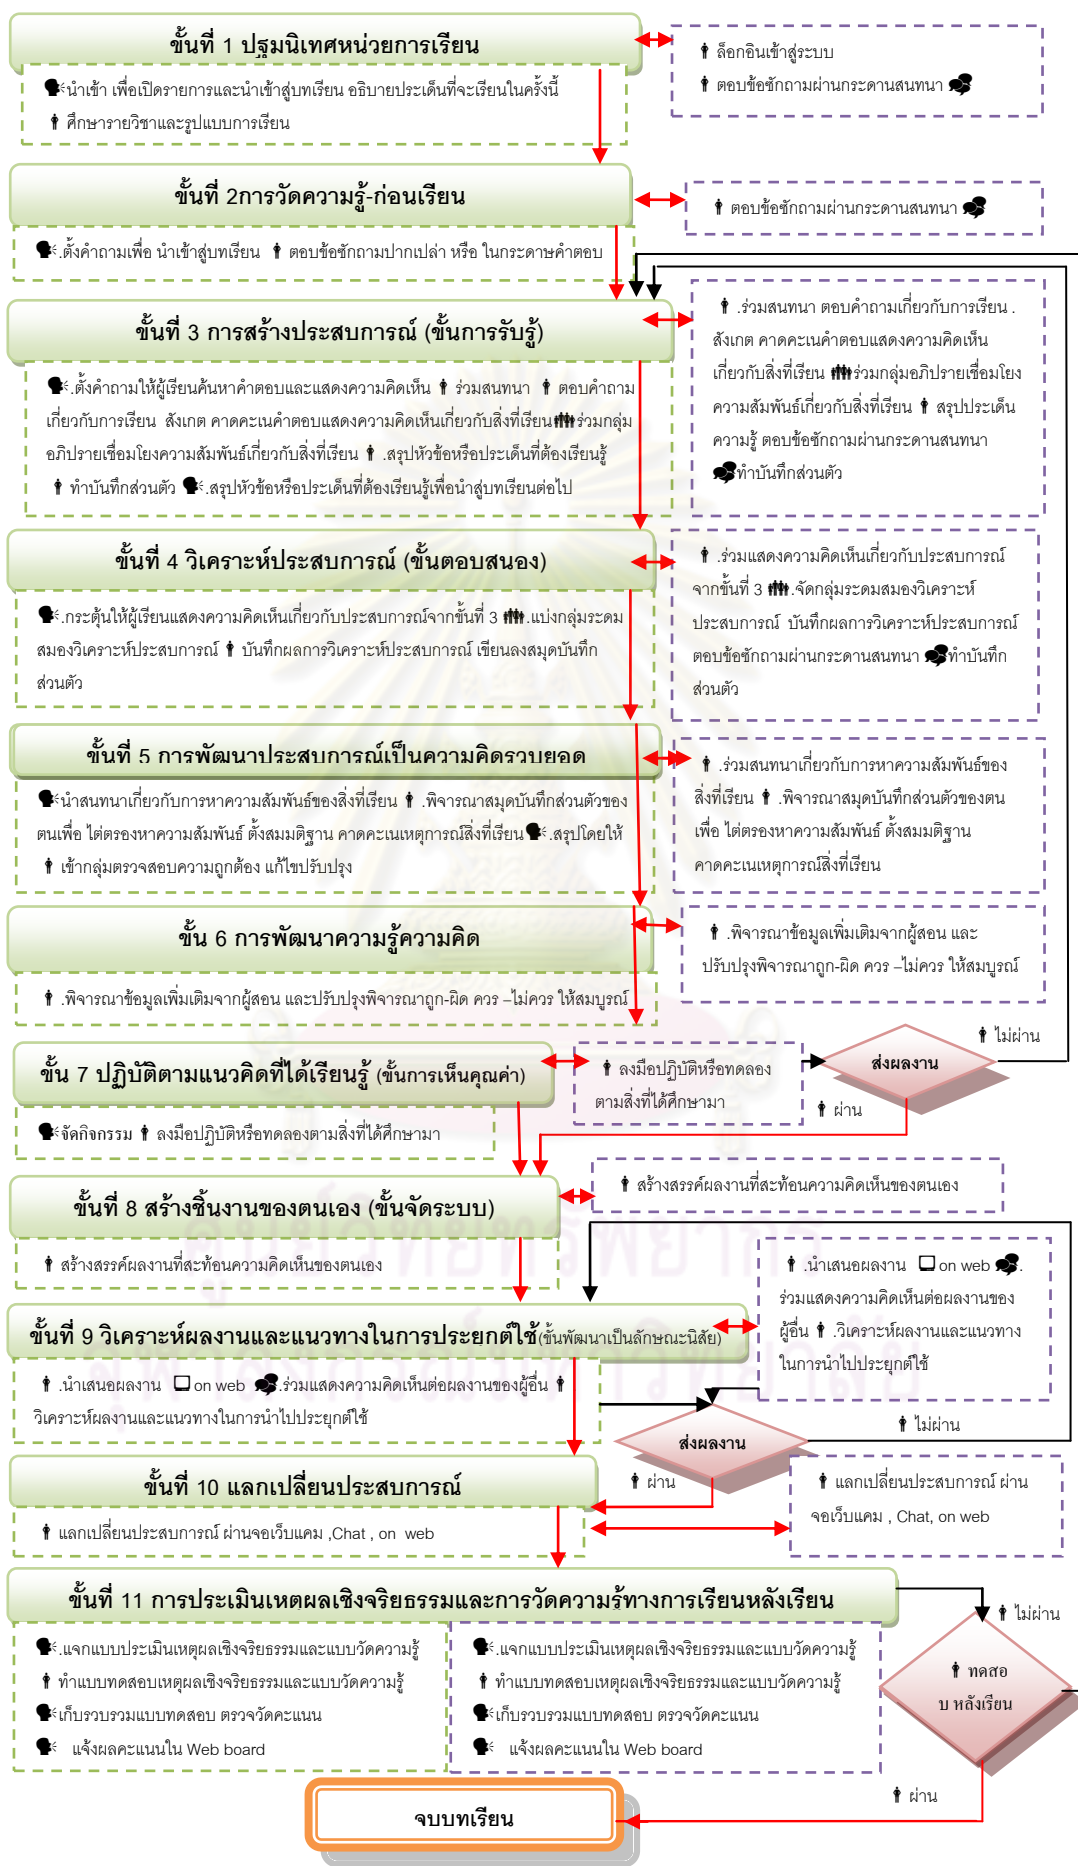 ขั้นที่ 1 ปฐมนิเทศหน่วยการเรียน
นำเข้า เพื่อเปิดรายการและนำเข้าสู่บทเรียน อธิบายประเด็นที่จะเรียนในครั้งนี้
ศึกษารายวิชาและรูปแบบการเรียน
ล็อกอินเข้าสู่ระบบ
ตอบข้อซักถามผ่านกระดานสนทนา
ขั้นที่ 2การวัดความรู้-ก่อนเรียน
.ตั้งคำถามเพื่อ นำเข้าสู่บทเรียน ตอบข้อซักถามปากเปล่า หรือ ในกระดาษคำตอบ
ตอบข้อซักถามผ่านกระดานสนทนา
ขั้นที่ 3 การสร้างประสบการณ์ (ขั้นการรับรู้)
.ตั้งคำถามให้ผู้เรียนค้นหาคำตอบและแสดงความคิดเห็น ร่วมสนทนา ตอบคำถาม
เกี่ยวกับการเรียน สังเกต คาดคะเนคำตอบแสดงความคิดเห็นเกี่ยวกับสิ่งที่เรียน ร่วมกลุ่ม
อภิปรายเชื่อมโยงความสัมพันธ์เกี่ยวกับสิ่งที่เรียน .สรุปหัวข้อหรือประเด็นที่ต้องเรียนรู้
ทำบันทึกส่วนตัว .สรุปหัวข้อหรือประเด็นที่ต้องเรียนรู้เพื่อนำสู่บทเรียนต่อไป
.ร่วมสนทนา ตอบคำถามเกี่ยวกับการเรียน .
สังเกต คาดคะเนคำตอบแสดงความคิดเห็น
เกี่ยวกับสิ่งที่เรียน ร่วมกลุ่มอภิปรายเชื่อมโยง
ความสัมพันธ์เกี่ยวกับสิ่งที่เรียน สรุปประเด็น
ความรู้ ตอบข้อซักถามผ่านกระดานสนทนา
ทำบันทึกส่วนตัว
ขั้นที่ 4 วิเคราะห์ประสบการณ์ (ขั้นตอบสนอง)
.กระตุ้นให้ผู้เรียนแสดงความคิดเห็นเกี่ยวกับประสบการณ์จากขั้นที่ 3 .แบ่งกลุ่มระดม
สมองวิเคราะห์ประสบการณ์ บันทึกผลการวิเคราะห์ประสบการณ์ เขียนลงสมุดบันทึก
ส่วนตัว
.ร่วมแสดงความคิดเห็นเกี่ยวกับประสบการณ์
จากขั้นที่ 3 .จัดกลุ่มระดมสมองวิเคราะห์
ประสบการณ์ บันทึกผลการวิเคราะห์ประสบการณ์
ตอบข้อซักถามผ่านกระดานสนทนา ทำบันทึก
ส่วนตัว
ขั้นที่ 5 การพัฒนาประสบการณ์เป็นความคิดรวบยอด
นำสนทนาเกี่ยวกับการหาความสัมพันธ์ของสิ่งที่เรียน .พิจารณาสมุดบันทึกส่วนตัวของ
ตนเพื่อ ไต่ตรองหาความสัมพันธ์ ตั้งสมมติฐาน คาดคะเนเหตุการณ์สิ่งที่เรียน .สรุปโดยให้
เข้ากลุ่มตรวจสอบความถูกต้อง แก้ไขปรับปรุง
.ร่วมสนทนาเกี่ยวกับการหาความสัมพันธ์ของ
สิ่งที่เรียน .พิจารณาสมุดบันทึกส่วนตัวของตน
เพื่อ ไต่ตรองหาความสัมพันธ์ ตั้งสมมติฐาน
คาดคะเนเหตุการณ์สิ่งที่เรียน
ขั้น 6 การพัฒนาความรู้ความคิด
.พิจารณาข้อมูลเพิ่มเติมจากผู้สอน และปรับปรุงพิจารณาถูก-ผิด ควร –ไม่ควร ให้สมบูรณ์
.พิจารณาข้อมูลเพิ่มเติมจากผู้สอน และ
ปรับปรุงพิจารณาถูก-ผิด ควร –ไม่ควร ให้สมบูรณ์
ขั้น 7 ปฏิบัติตามแนวคิดที่ได้เรียนรู้ (ขั้นการเห็นคุณค่า)
จัดกิจกรรม ลงมือปฏิบัติหรือทดลองตามสิ่งที่ได้ศึกษามา
ลงมือปฏิบัติหรือทดลอง
ตามสิ่งที่ได้ศึกษามา
ส่งผลงาน
ไม่ผ่าน
ผ่าน
ขั้นที่ 8 สร้างชิ้นงานของตนเอง (ขั้นจัดระบบ)
สร้างสรรค์ผลงานที่สะท้อนความคิดเห็นของตนเอง
สร้างสรรค์ผลงานที่สะท้อนความคิดเห็นของตนเอง
ศูนย์วิทยทรัพยากร
จุฬาลงกรณ์มหาวิทยาลัย
ขั้นที่ 9 วิเคราะห์ผลงานและแนวทางในการประยุกต์ใช้(ขั้นพัฒนาเป็นลักษณะนิสัย)
.นำเสนอผลงาน on web .ร่วมแสดงความคิดเห็นต่อผลงานของผู้อื่น
วิเคราะห์ผลงานและแนวทางในการนำไปประยุกต์ใช้
.นำเสนอผลงาน on web .
ร่วมแสดงความคิดเห็นต่อผลงานของ
ผู้อื่น .วิเคราะห์ผลงานและแนวทาง
ในการนำไปประยุกต์ใช้
ส่งผลงาน
ไม่ผ่าน
ผ่าน
ขั้นที่ 10 แลกเปลี่ยนประสบการณ์
แลกเปลี่ยนประสบการณ์ ผ่านจอเว็บแคม ,Chat , on web
แลกเปลี่ยนประสบการณ์ ผ่าน
จอเว็บแคม , Chat, on web
ขั้นที่ 11 การประเมินเหตผลเชิงจริยธรรมและการวัดความรู้ทางการเรียนหลังเรียน
.แจกแบบประเมินเหตุผลเชิงจริยธรรมและแบบวัดความรู้
ทำแบบทดสอบเหตุผลเชิงจริยธรรมและแบบวัดความรู้
เก็บรวบรวมแบบทดสอบ ตรวจวัดคะแนน
แจ้งผลคะแนนใน Web board
.แจกแบบประเมินเหตุผลเชิงจริยธรรมและแบบวัดความรู้
ทำแบบทดสอบเหตุผลเชิงจริยธรรมและแบบวัดความรู้
เก็บรวบรวมแบบทดสอบ ตรวจวัดคะแนน
แจ้งผลคะแนนใน Web board
ไม่ผ่าน
ทดสอ
บ หลังเรียน
ผ่าน
จบบทเรียน